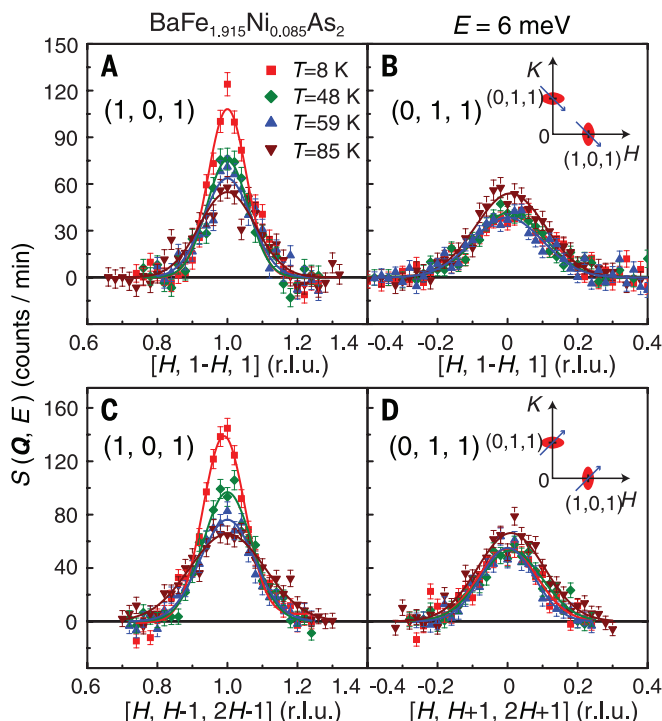 BaFe1.915Ni0.085As2
E = 6 meV
S (Q, E) (counts / min)
A
(1, 0, 1)
T=8 K
T=48 K
T=59 K
T=85 K
150
120
90
60
30
0
0.6 0.8 1.0 1.2 1.4
[H, 1-H, 1] (r.l.u.)
B
(0, 1, 1)
K
(0,1,1)
0
H
(1,0,1)
-0.4 -0.2 0 0.2 0.4
[H, 1-H, 1] (r.l.u.)
C
(1, 0, 1)
160
120
80
40
0
0.6 0.8 1.0 1.2 1.4
[H, H-1, 2H-1] (r.l.u.)
D
(0, 1, 1)
K
(0,1,1)
0
H
(1,0,1)
-0.4 -0.2 0 0.2 0.4
[H, H+1, 2H+1] (r.l.u.)